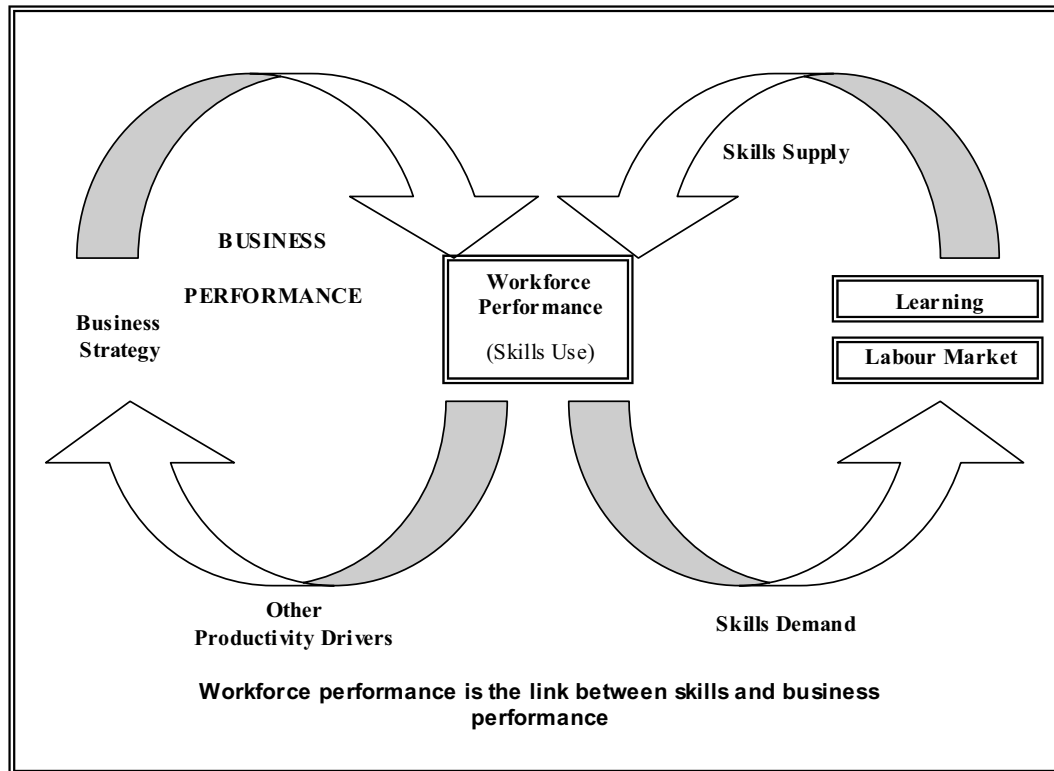 Skills Supply
BUSINESS
PERFORMANCE
Business
Strategy
Workforce
Performance
(Skills Use)
Learning
Labour Market
Other
Productivity Drivers
Skills Demand
Workforce performance is the link between skills and business
performance